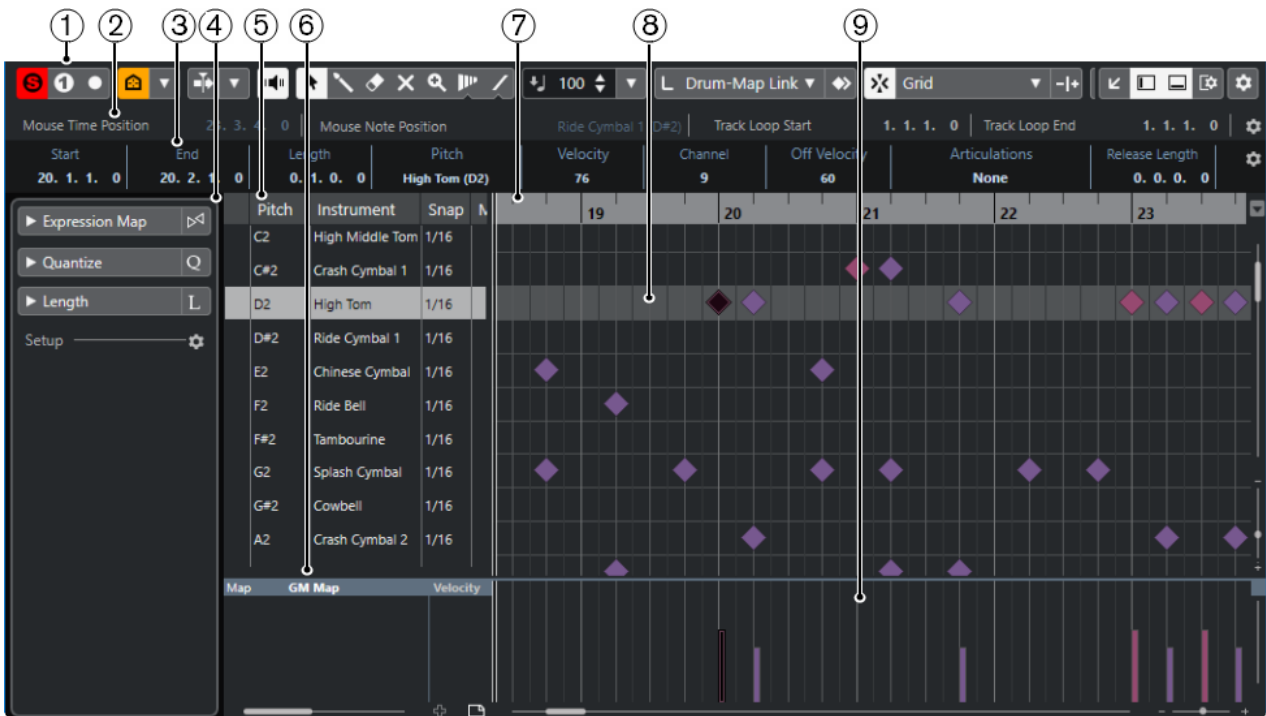 1 2 3 4 5 6 7 8 9
S 1 100 L Drum-Map Link Grid
Mouse Time Position 23. 3. 4. 0 Mouse Note Position Ride Cymbal 1 (D#2) Track Loop Start 1. 1. 1. 0 Track Loop End 1. 1. 1. 0
Start End Length Pitch Velocity Channel Off Velocity Articulations Release Length
20. 1. 1. 0 20. 2. 1. 0 0. 1. 0. 0 High Tom (D2) 76 9 60 None 0. 0. 0. 0
Expression Map
Quantize Q
Length L
Setup
Pitch Instrument Snap
19 20 21 22 23
C2 High Middle Tom 1/16
C#2 Crash Cymbal 1 1/16
D2 High Tom 1/16
D#2 Ride Cymbal 1 1/16
E2 Chinese Cymbal 1/16
F2 Ride Bell 1/16
F#2 Tambourine 1/16
G2 Splash Cymbal 1/16
G#2 Cowbell 1/16
A2 Crash Cymbal 2 1/16
Map GM Map Velocity